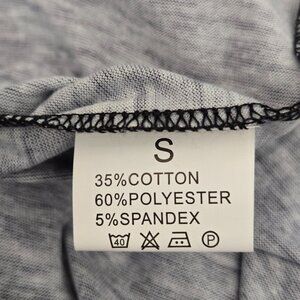 S
35%COTTON
60%POLYESTER
5%SPANDEX
40 P